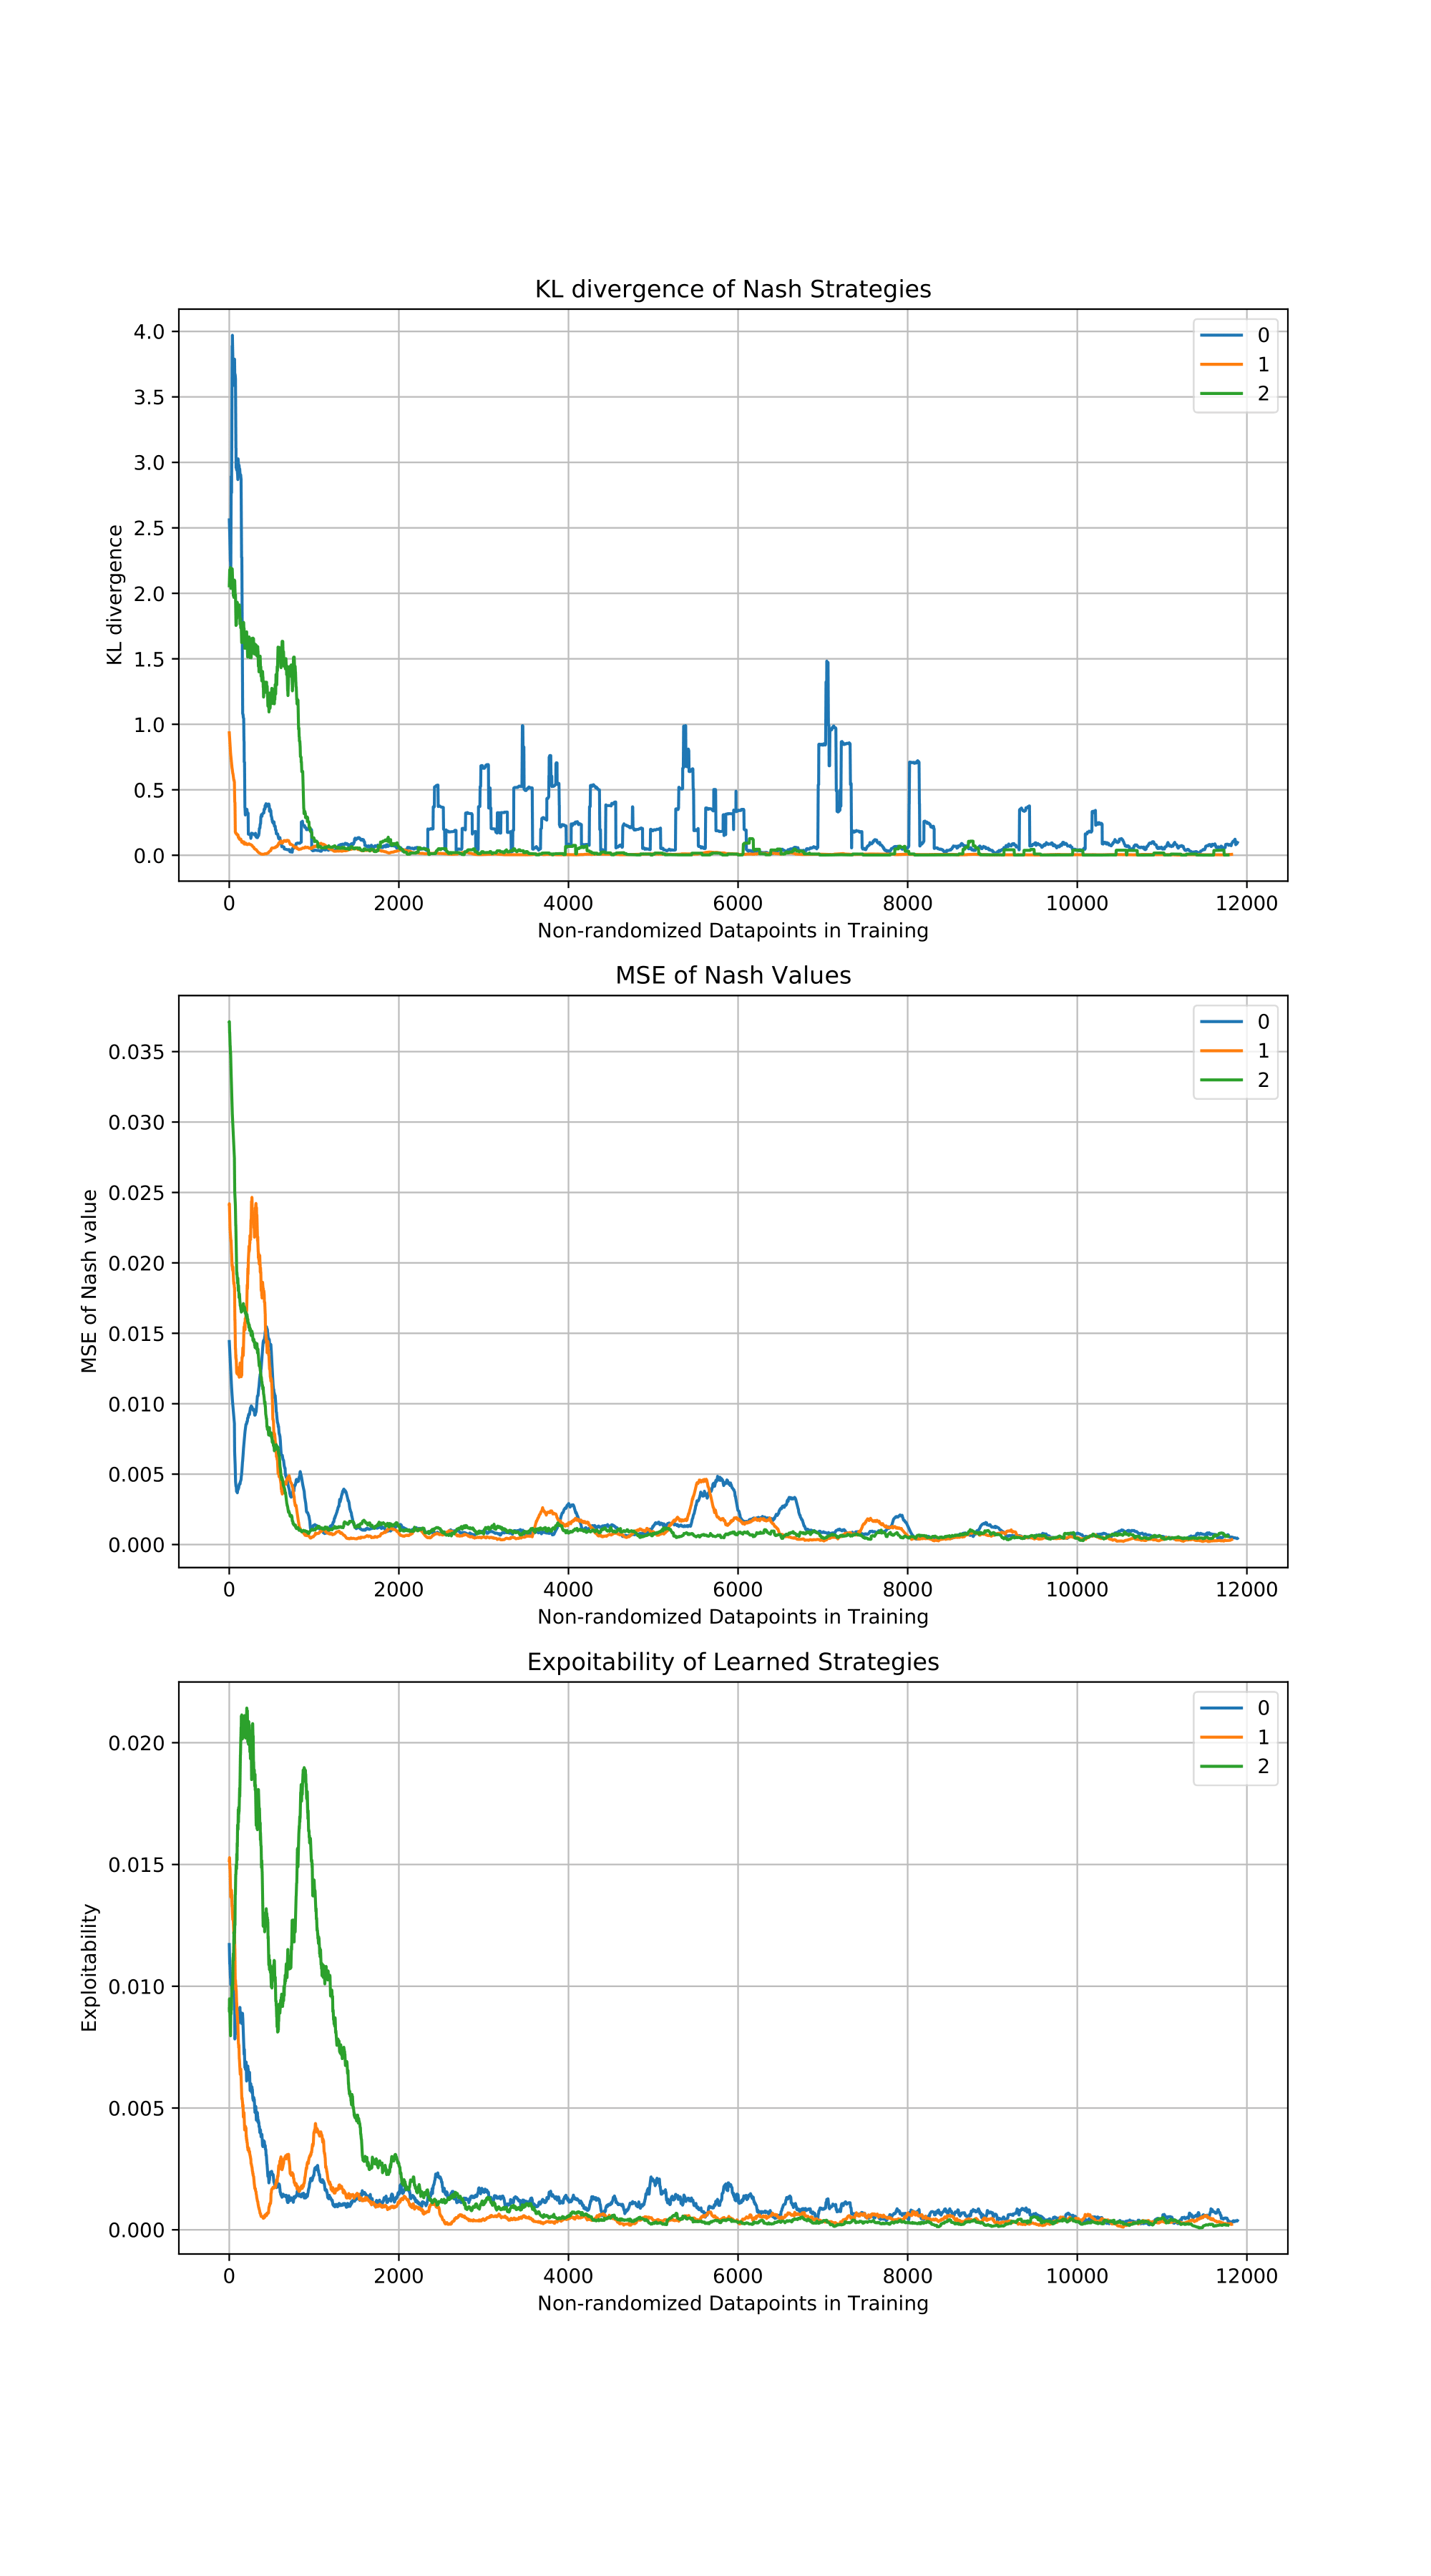 KL divergence of Nash Strategies
4.0
3.5
3.0
2.5
2.0
1.5
1.0
0.5
0.0
KL divergence
0
1
2
0 2000 4000 6000 8000 10000 12000
Non-randomized Datapoints in Training
MSE of Nash Values
0.035
0.030
0.025
0.020
0.015
0.010
0.005
0.000
MSE of Nash value
0
1
2
0 2000 4000 6000 8000 10000 12000
Non-randomized Datapoints in Training
Expoitability of Learned Strategies
0.020
0.015
0.010
0.005
0.000
Exploitability
0
1
2
0 2000 4000 6000 8000 10000 12000
Non-randomized Datapoints in Training